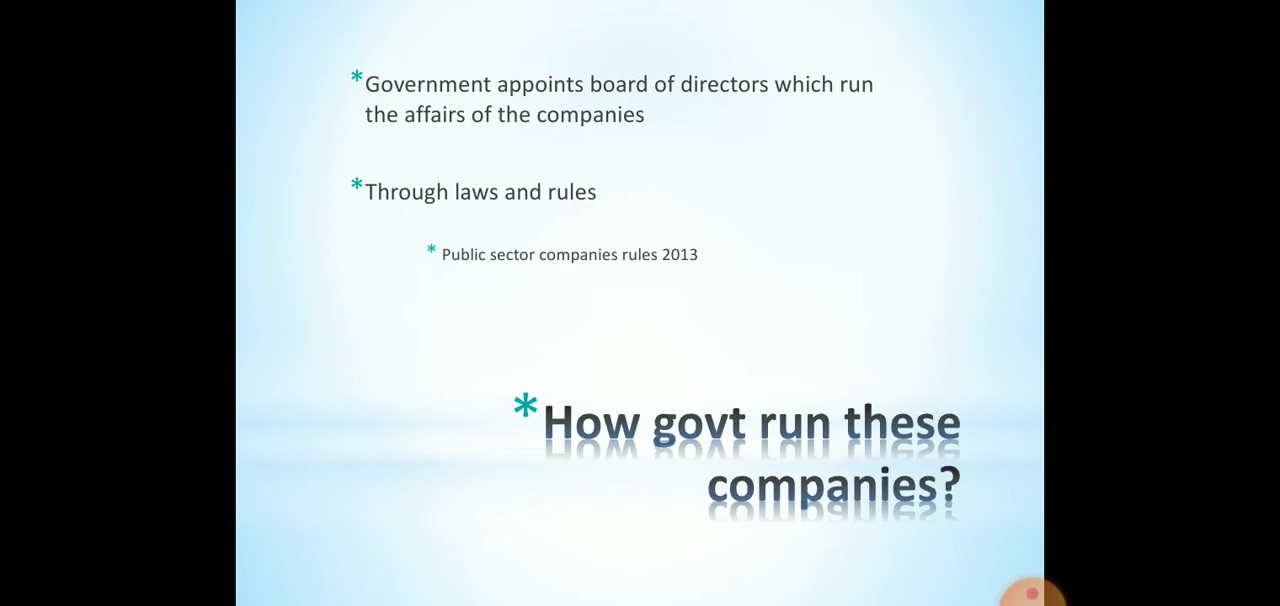 *Government appoints board of directors which run
the affairs of the companies
*Through laws and rules
* Public sector companies rules 2013
*How govt run these
companies?